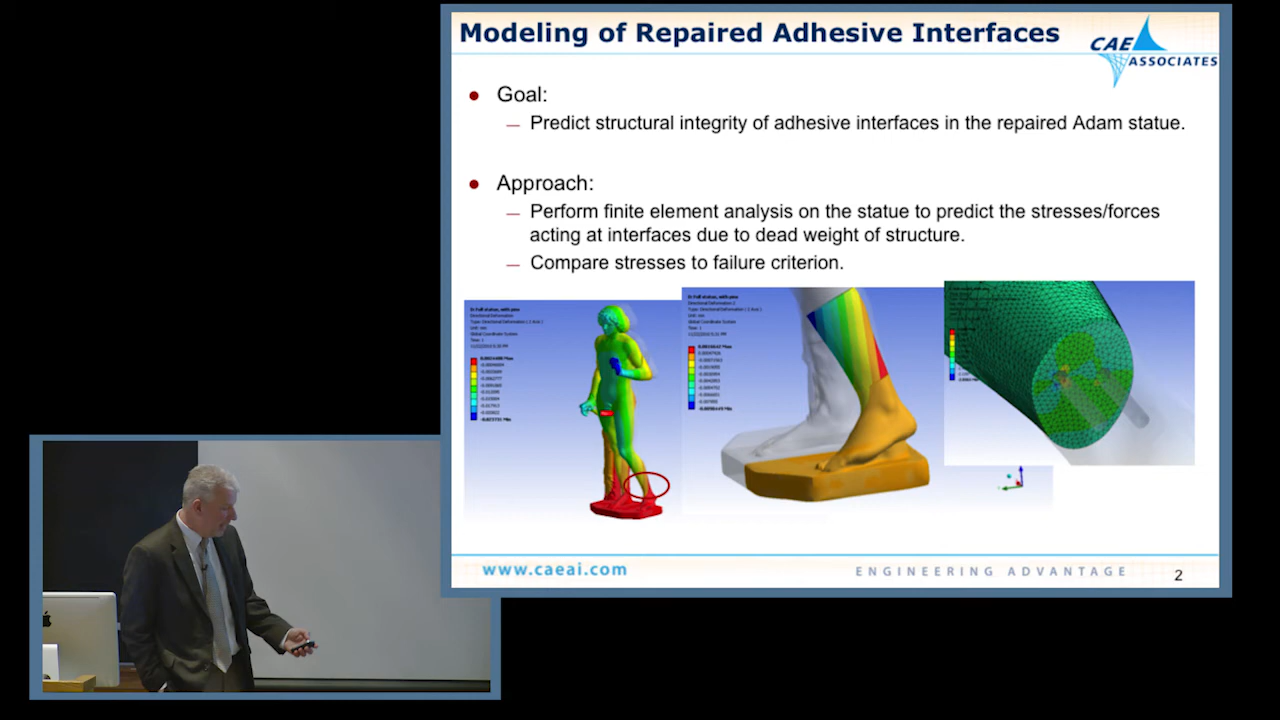 Modeling of Repaired Adhesive Interfaces
CAE
ASSOCIATES
Goal:
— Predict structural integrity of adhesive interfaces in the repaired Adam statue.
Approach:
— Perform finite element analysis on the statue to predict the stresses/forces
acting at interfaces due to dead weight of structure.
— Compare stresses to failure criterion.
www.caeai.com
ENGINEERING ADVANTAGE
2